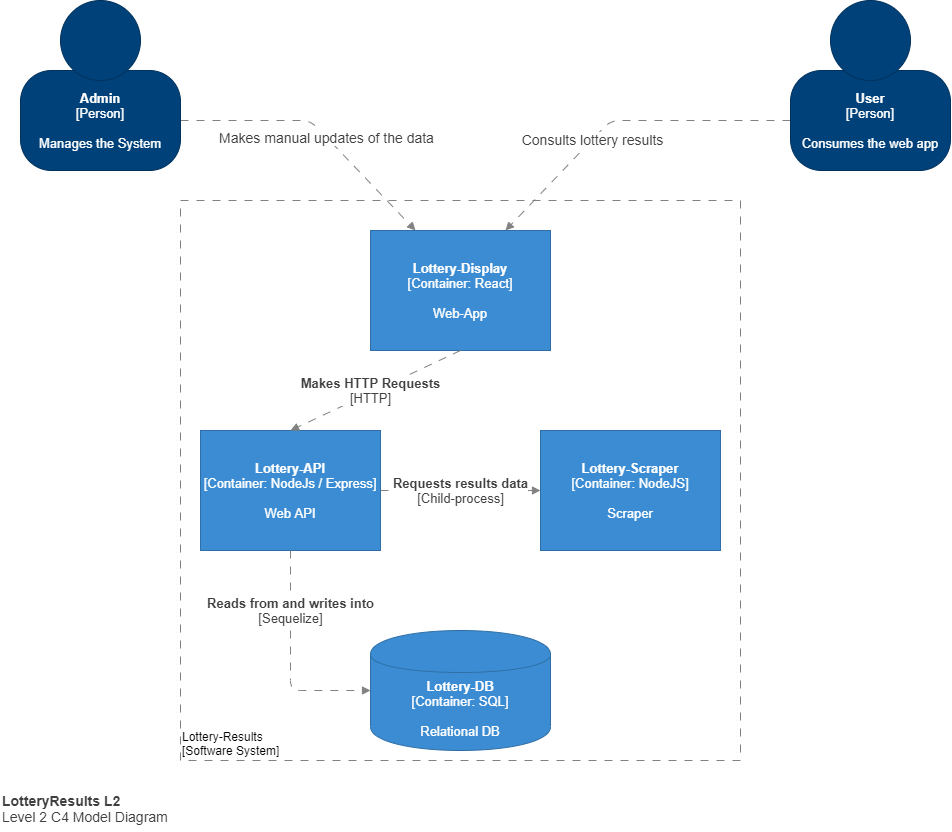 Admin
[Person]
Manages the System
User
[Person]
Consumes the web app
Makes manual updates of the data
Consults lottery results
Lottery-Display
[Container: React]
Web-App
Makes HTTP Requests
[HTTP]
Lottery-API
[Container: NodeJs / Express]
Web API
Requests results data
[Child-process]
Lottery-Scraper
[Container: NodeJS]
Scraper
Reads from and writes into
[Sequelize]
Lottery-DB
[Container: SQL]
Relational DB
Lottery-Results
[Software System]
LotteryResults L2
Level 2 C4 Model Diagram